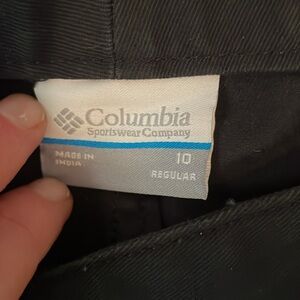 Columbia
Sportswear Company
MADE IN
INDIA
10
REGULAR